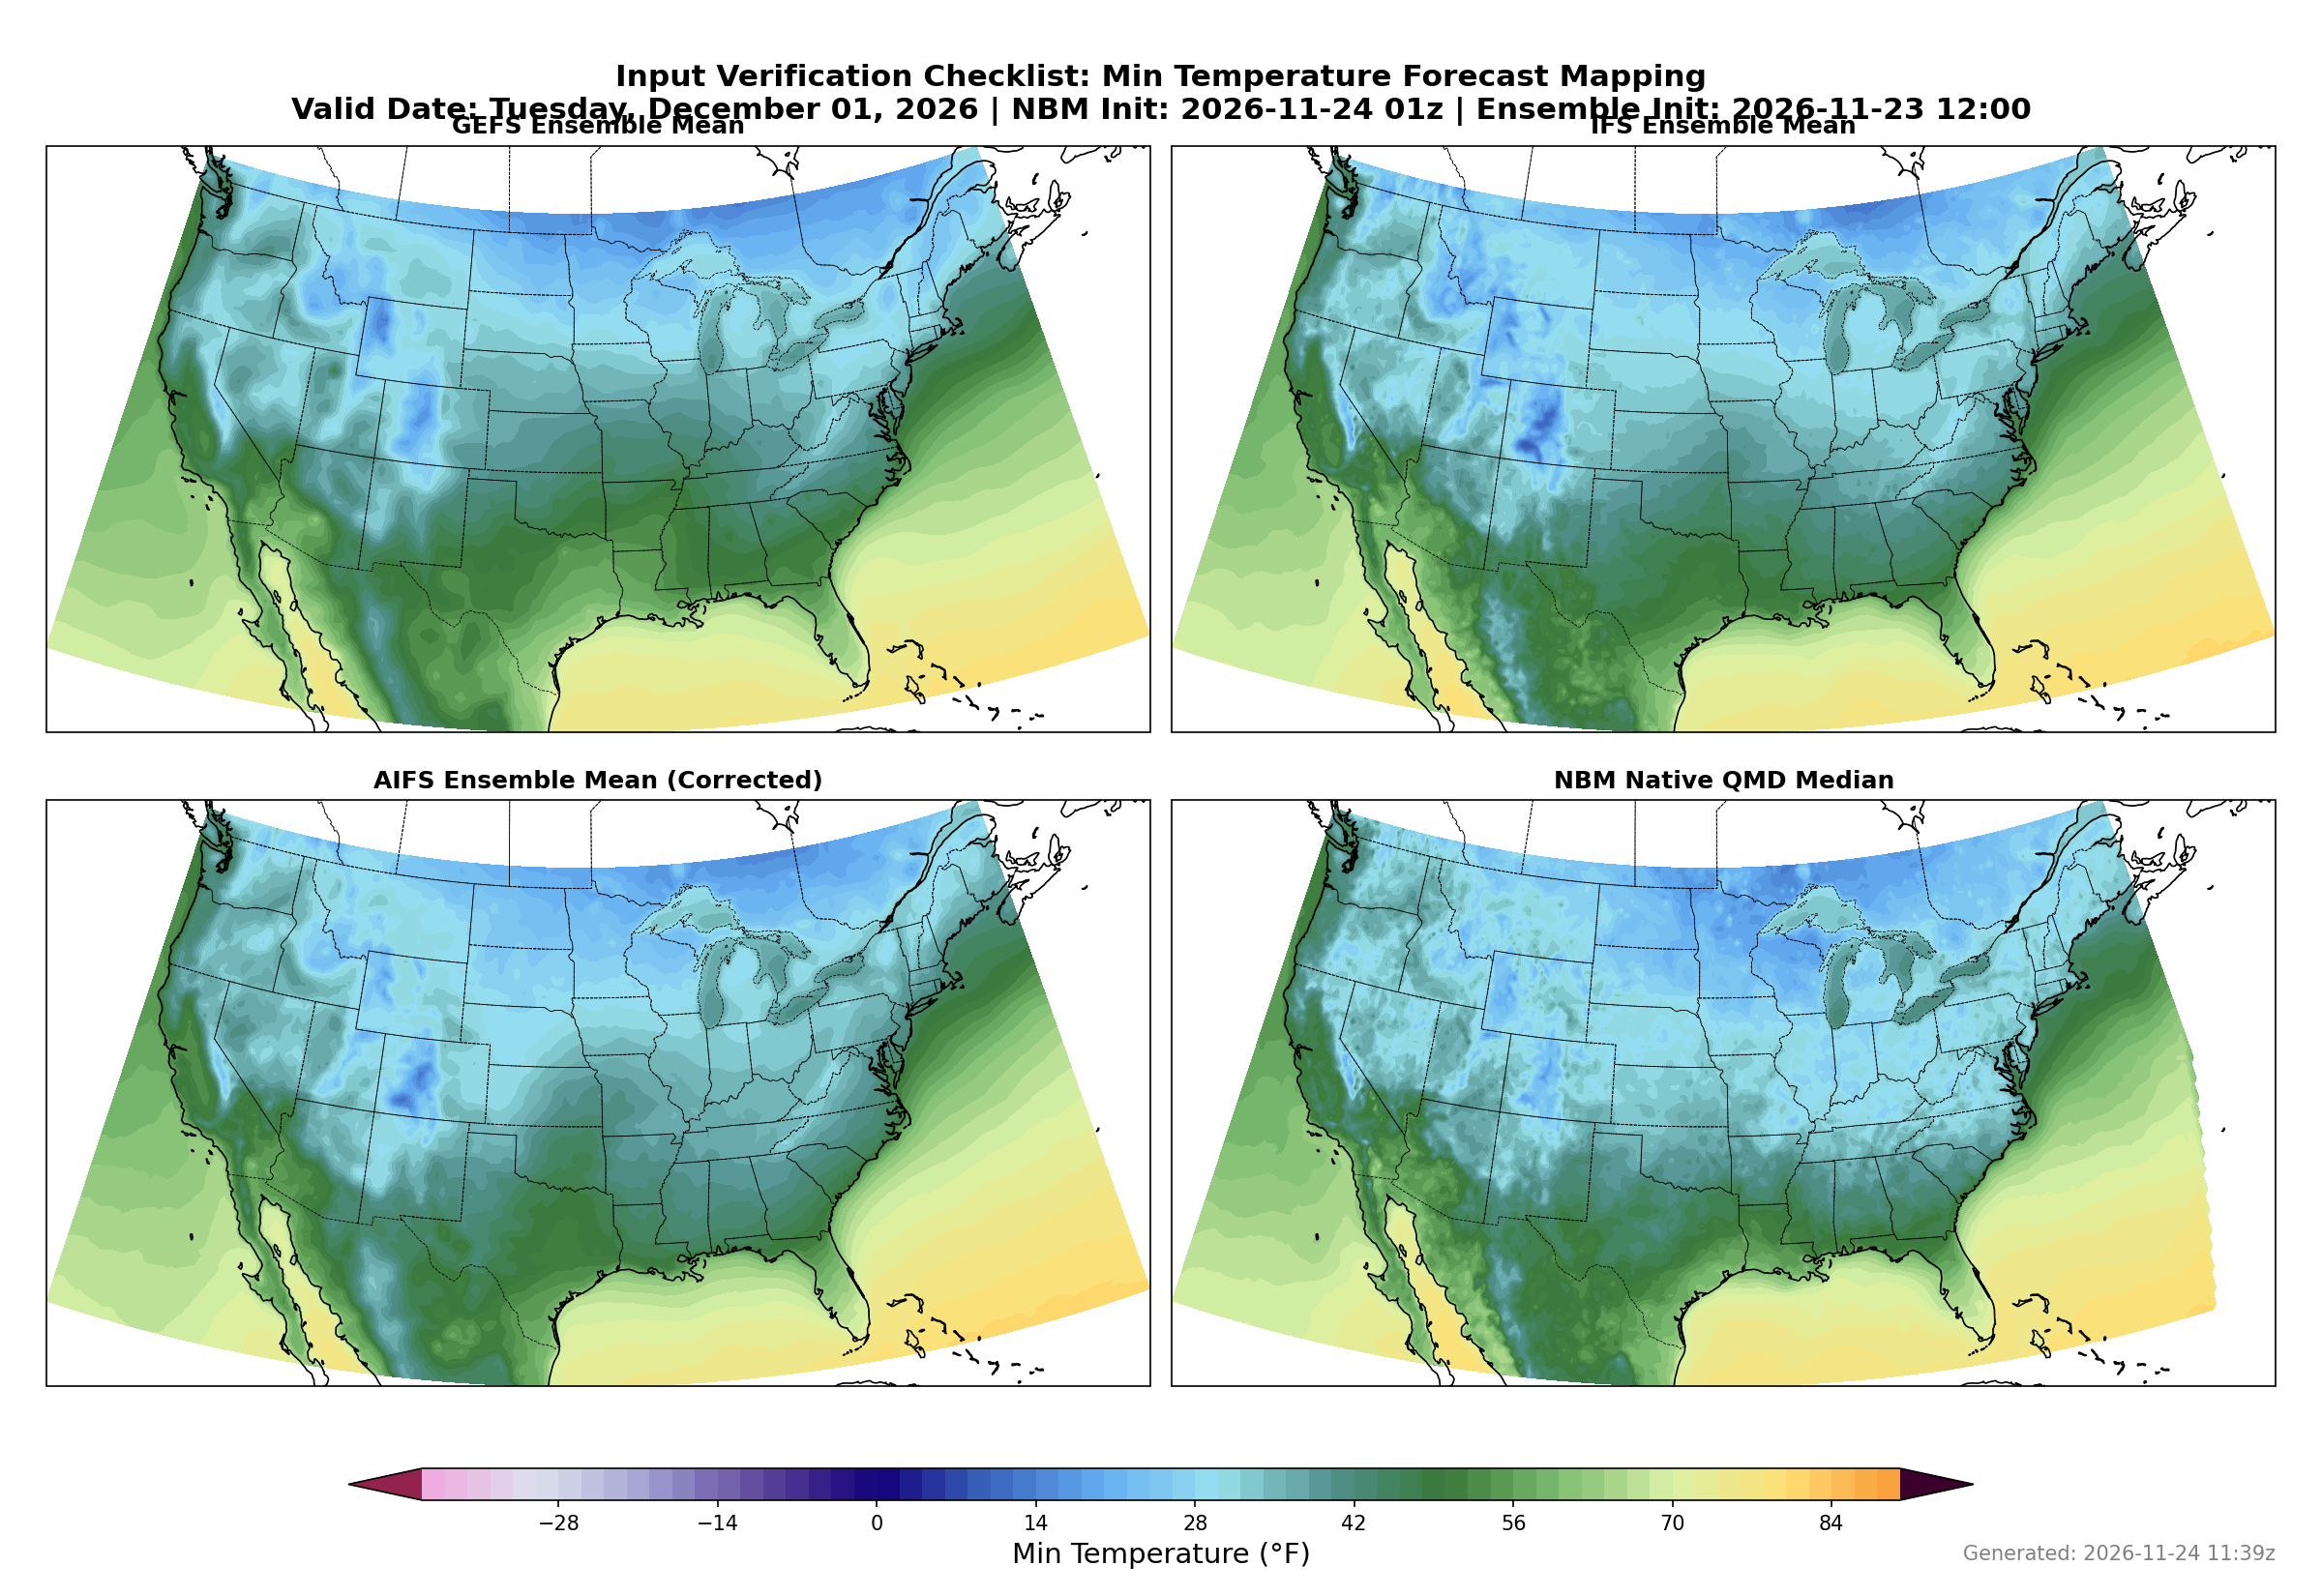 Input Verification Checklist: Min Temperature Forecast Mapping
Valid Date: Tuesday, December 01, 2026 | NBM Init: 2026-11-24 01z | Ensemble Init: 2026-11-23 12:00
GEFS Ensemble Mean
IFS Ensemble Mean
AIFS Ensemble Mean (Corrected)
NBM Native QMD Median
−28 −14 0 14 28 42 56 70 84
Min Temperature (°F)
Generated: 2026-11-24 11:39z